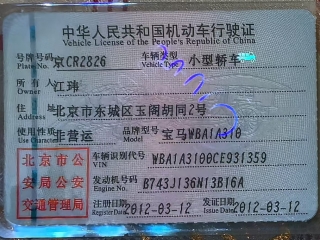 中华人民共和国机动车行驶证
Vehicle License of the People's Republic of China
号牌号码 Plate No. 京CR2826 车辆类型 Vehicle Type 小型轿车
所有人 Owner 江玮
住址 Address 北京市东城区玉阁胡同2号
使用性质 Use Character 非营运 品牌型号 Model 宝马WBA1A310
北京市公
安局公安
交通管理局
车辆识别代号 VIN WBA1A3100CE931359
发动机号码 Engine No. B743J136N13B16A
注册日期 Register Date 2012-03-12 发证日期 Issue Date 2012-03-12